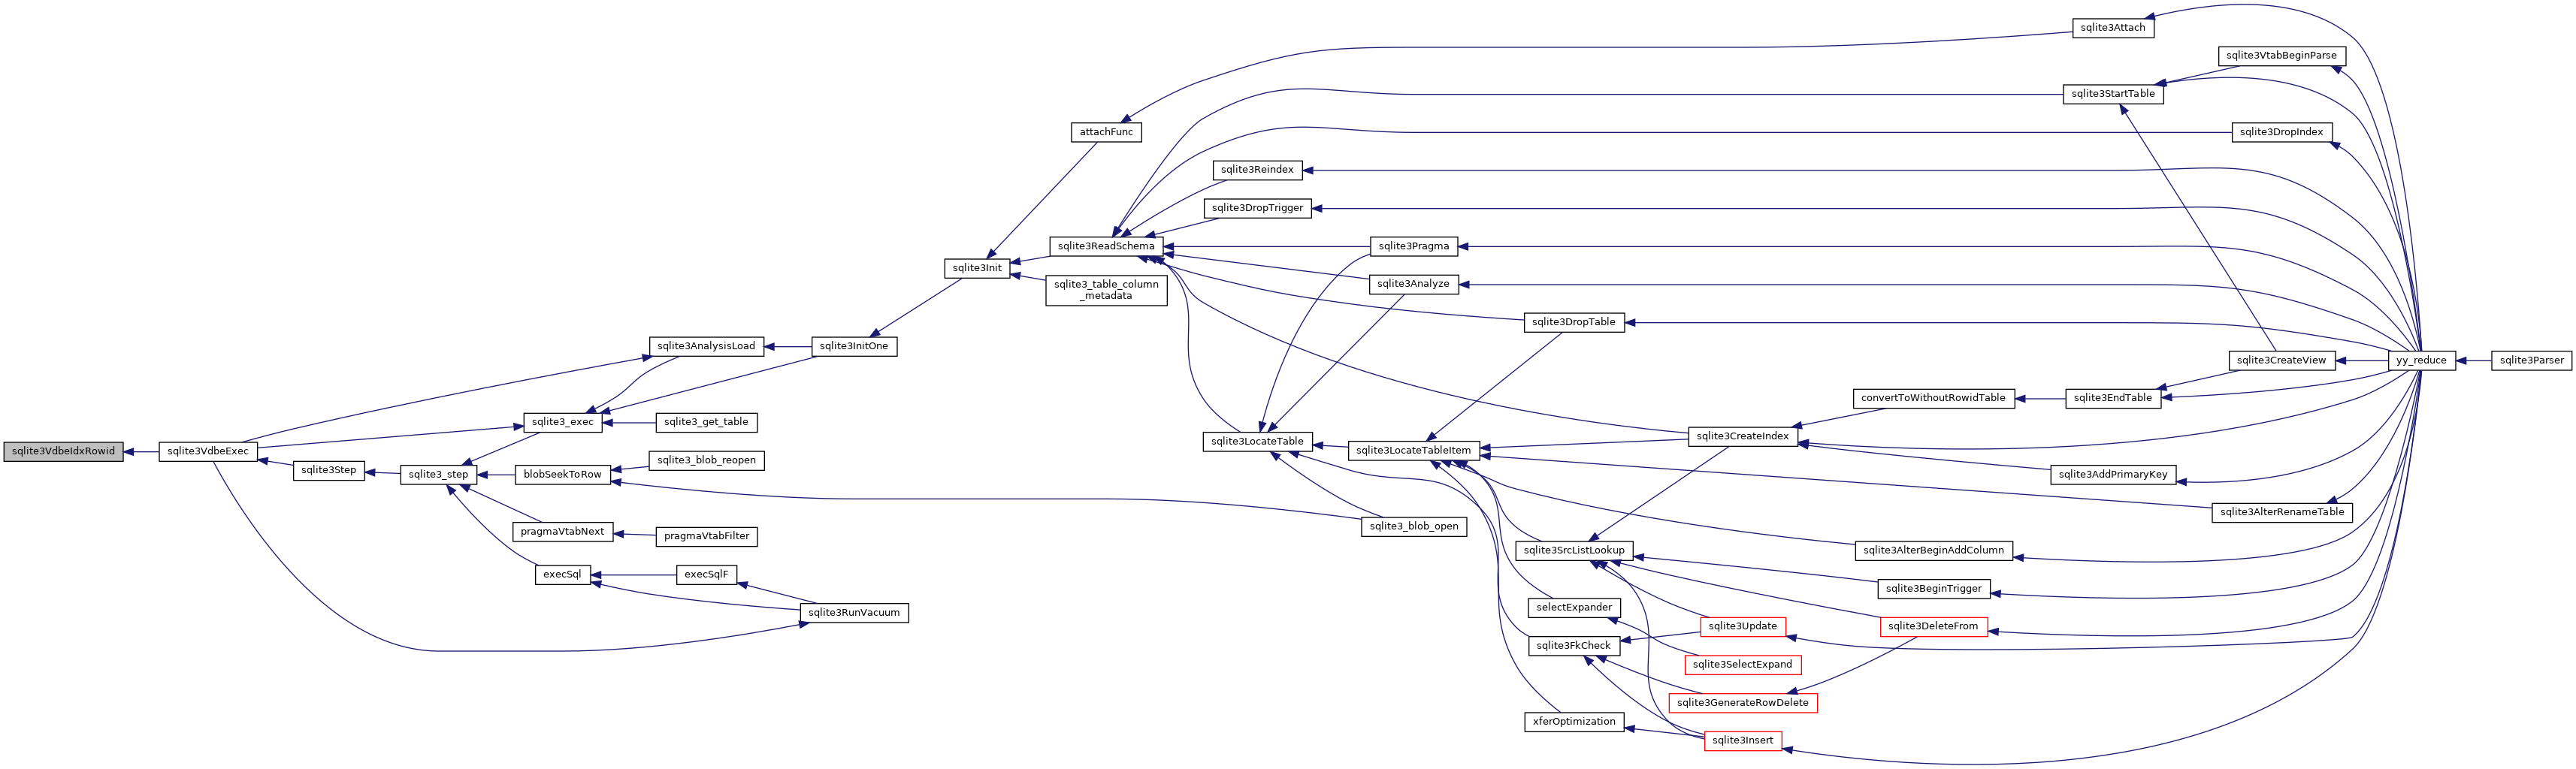 sqlite3VdbeIdxRowid
sqlite3VdbeExec
sqlite3AnalysisLoad
sqlite3_exec
sqlite3Step
sqlite3_step
sqlite3_get_table
blobSeekToRow
sqlite3_blob_reopen
pragmaVtabNext
pragmaVtabFilter
execSql
execSqlF
sqlite3RunVacuum
sqlite3InitOne
sqlite3Init
attachFunc
sqlite3ReadSchema
sqlite3_table_column
_metadata
sqlite3Reindex
sqlite3DropTrigger
sqlite3LocateTable
sqlite3Pragma
sqlite3Analyze
sqlite3LocateTableItem
sqlite3_blob_open
sqlite3DropTable
sqlite3SrcListLookup
selectExpander
sqlite3FkCheck
xferOptimization
sqlite3CreateIndex
sqlite3Update
sqlite3SelectExpand
sqlite3GenerateRowDelete
sqlite3Insert
convertToWithoutRowidTable
sqlite3AlterBeginAddColumn
sqlite3BeginTrigger
sqlite3DeleteFrom
sqlite3Attach
sqlite3StartTable
sqlite3EndTable
sqlite3AddPrimaryKey
sqlite3VtabBeginParse
sqlite3DropIndex
sqlite3CreateView
sqlite3AlterRenameTable
yy_reduce
sqlite3Parser